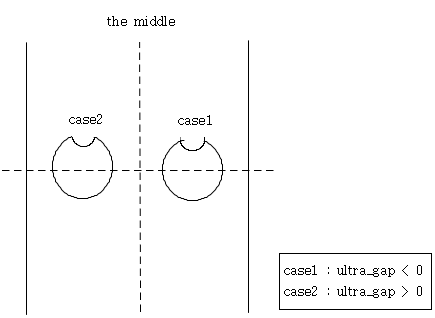 the middle
case2
case1
case1 : ultra_gap < 0
case2 : ultra_gap > 0